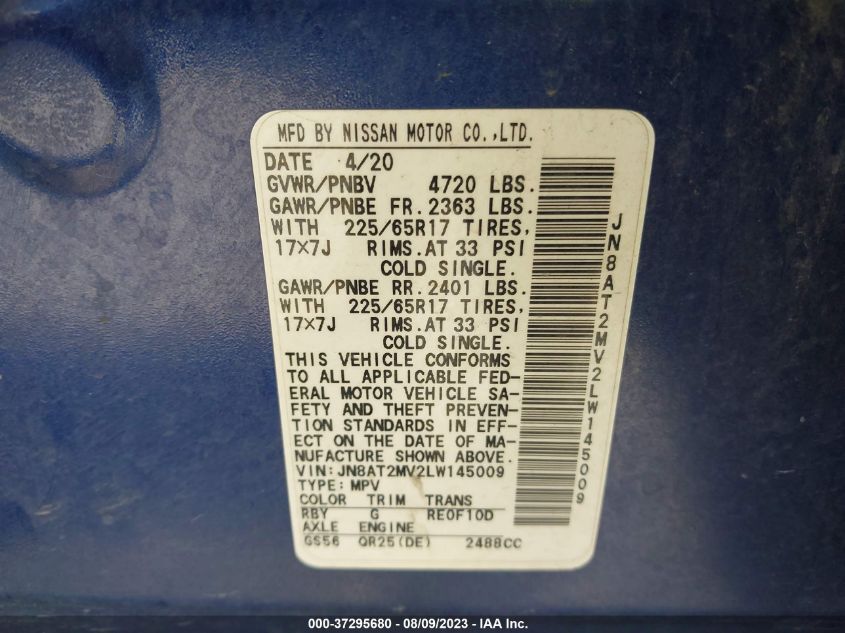 MFD BY NISSAN MOTOR CO.,LTD.
DATE 4/20
GVWR/PNBV 4720 LBS.
GAWR/PNBE FR. 2363 LBS.
WITH 225/65R17 TIRES,
17×7J RIMS.AT 33 PSI
COLD SINGLE.
GAWR/PNBE RR. 2401 LBS.
WITH 225/65R17 TIRES,
17×7J RIMS.AT 33 PSI
COLD SINGLE.
THIS VEHICLE CONFORMS
TO ALL APPLICABLE FED-
ERAL MOTOR VEHICLE SA-
FETY AND THEFT PREVEN-
TION STANDARDS IN EFF-
ECT ON THE DATE OF MA-
NUFACTURE SHOWN ABOVE.
VIN:JN8AT2MV2LW145009
TYPE: MPV
COLOR TRIM TRANS
RBY G RE0F10D
AXLE ENGINE
GS56 QR25(DE) 2488CC
JN8AT2MV2LW145009
000-37295680 - 08/09/2023 - IAA Inc.